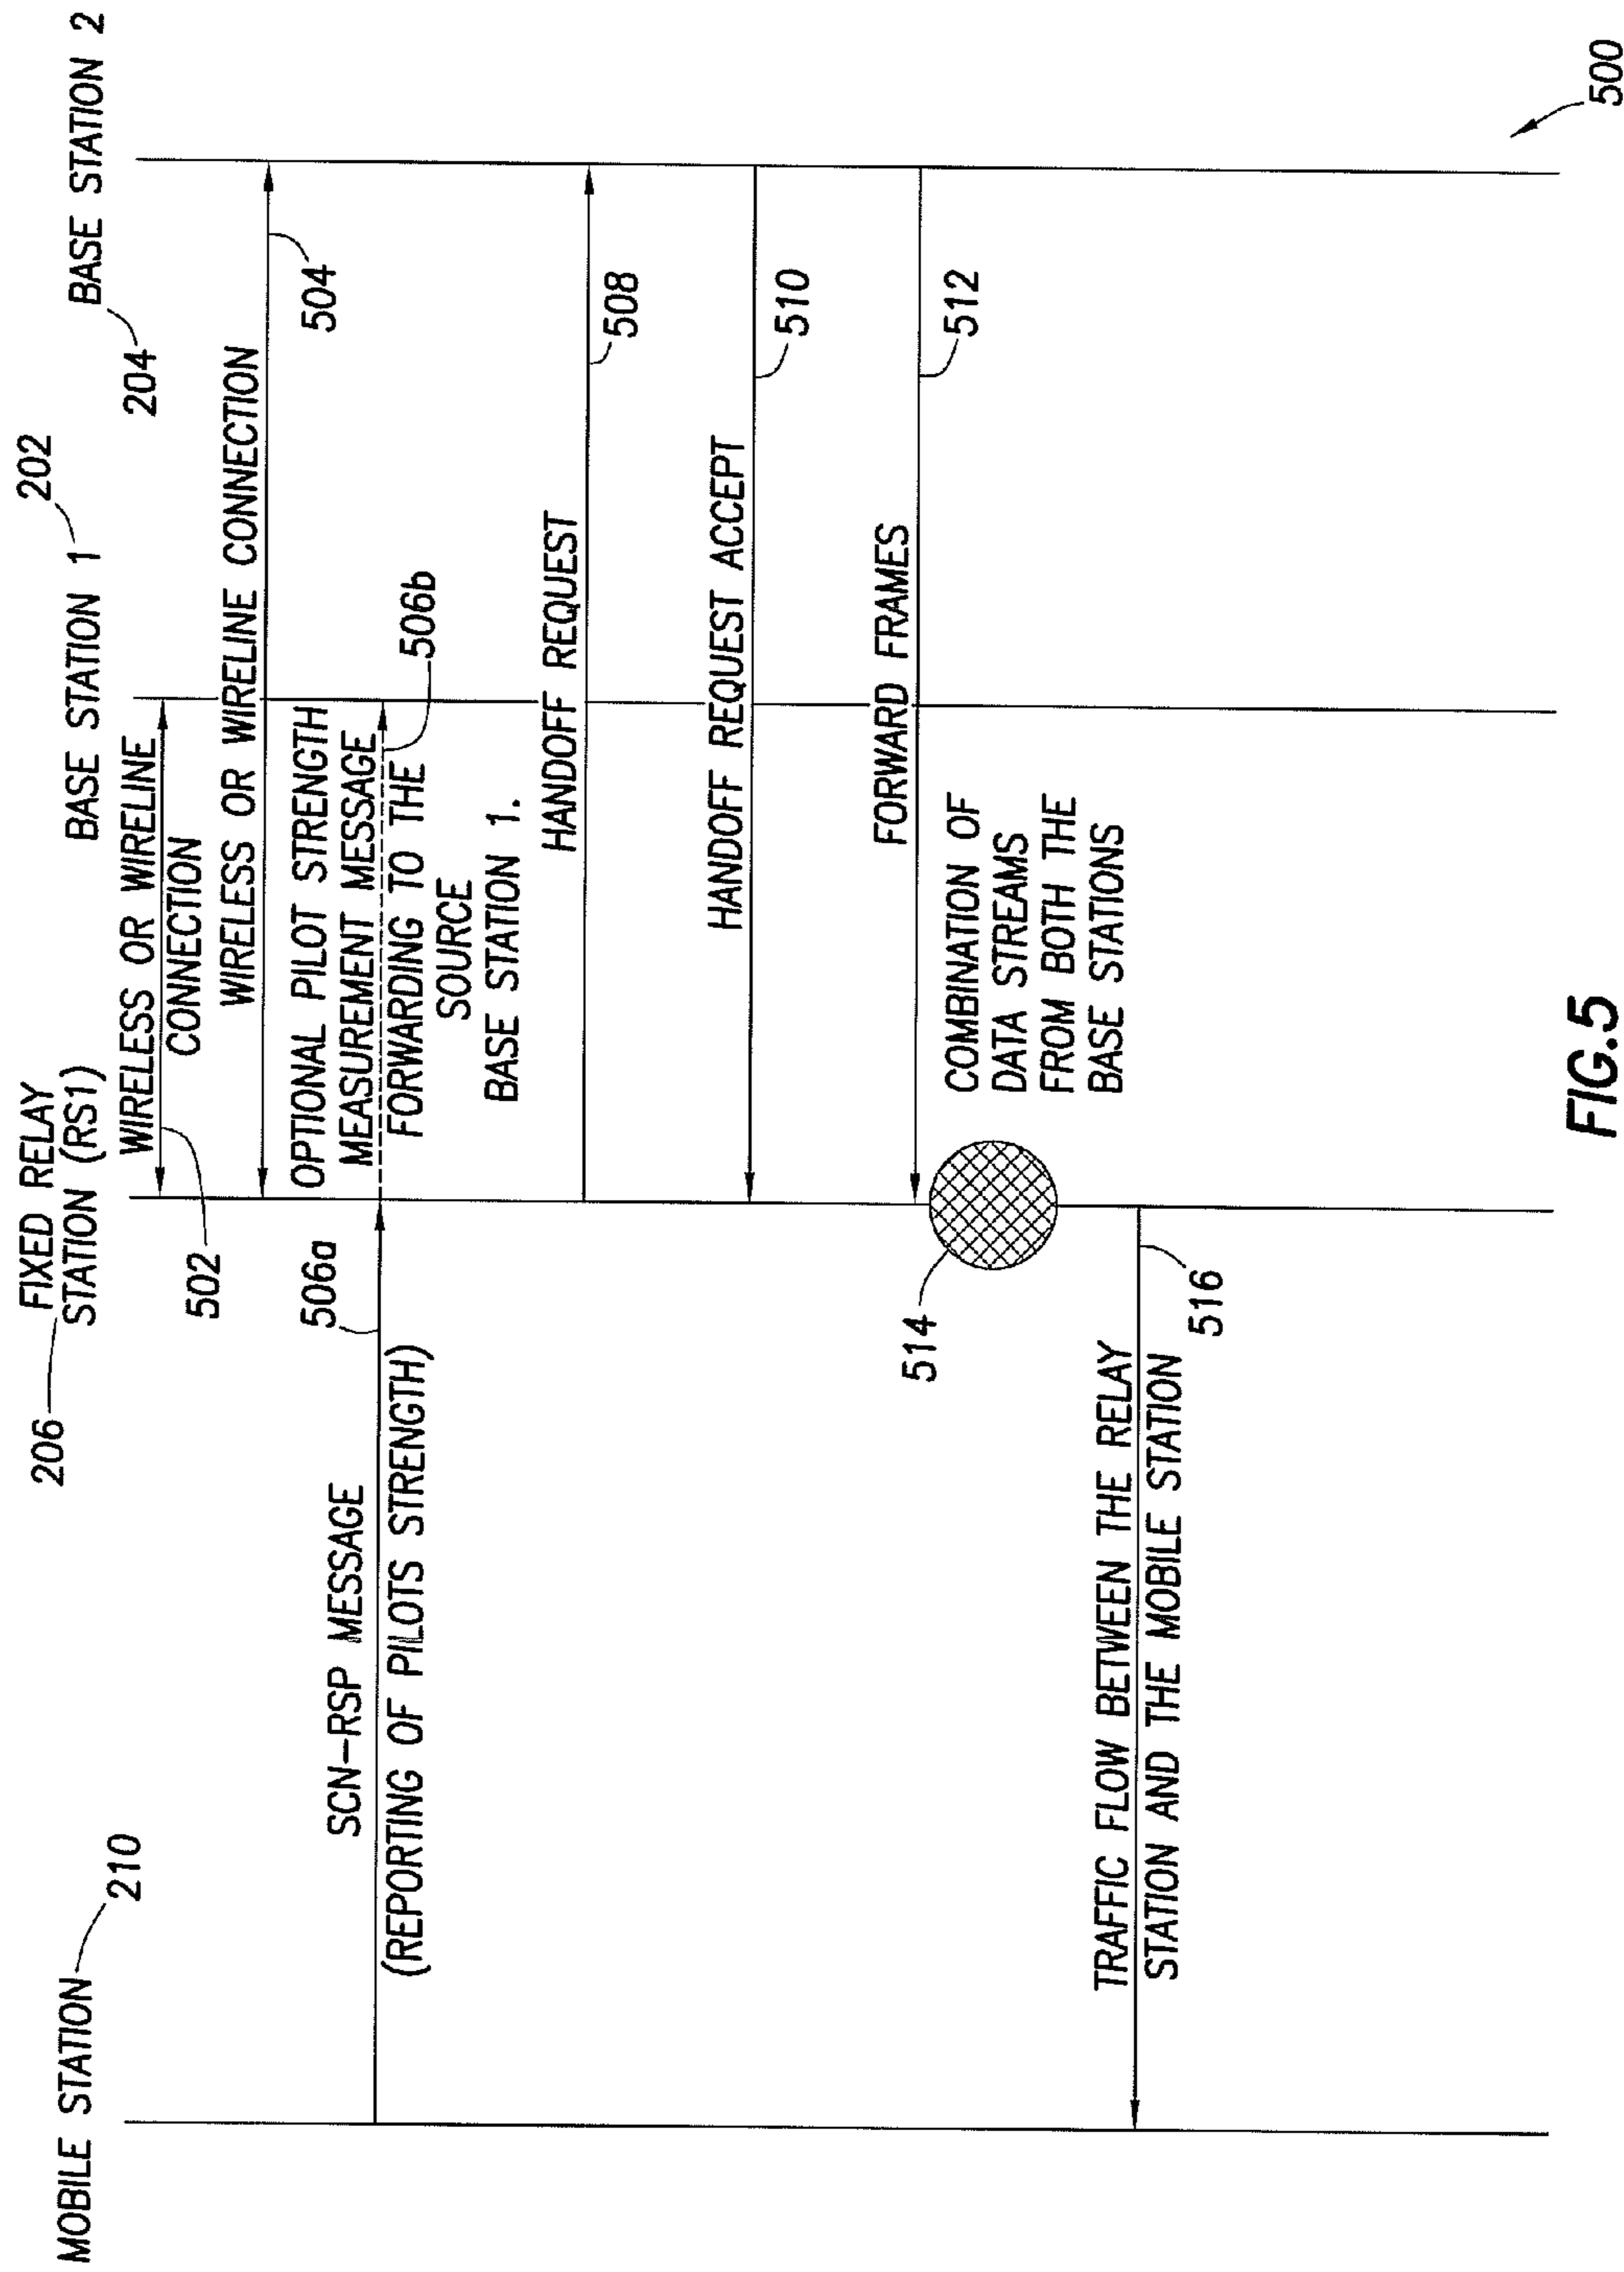 MOBILE STATION
210
206
FIXED RELAY
STATION (RS1)
BASE STATION 1
202
BASE STATION 2
204
WIRELESS OR WIRELINE
CONNECTION
502
WIRELESS OR WIRELINE CONNECTION
504
SCN-RSP MESSAGE
(REPORTING OF PILOTS STRENGTH)
506a
OPTIONAL PILOT STRENGTH
MEASUREMENT MESSAGE
FORWARDING TO THE
SOURCE
BASE STATION 1.
506b
HANDOFF REQUEST
508
HANDOFF REQUEST ACCEPT
510
FORWARD FRAMES
512
514
COMBINATION OF
DATA STREAMS
FROM BOTH THE
BASE STATIONS
TRAFFIC FLOW BETWEEN THE RELAY
STATION AND THE MOBILE STATION
516
500
FIG.5